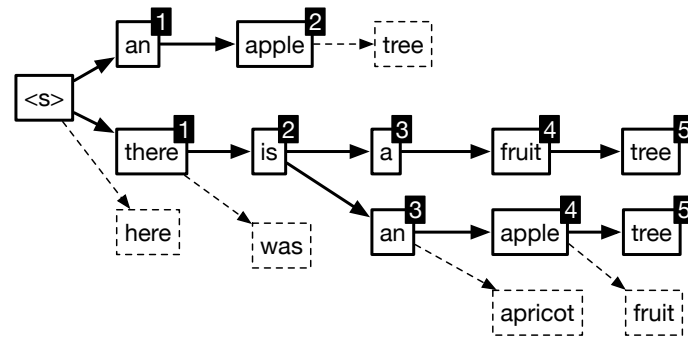 1 2
an apple tree
<s>
1 2 3 4 5
there is a fruit tree
3 4 5
here was an apple tree
apricot fruit